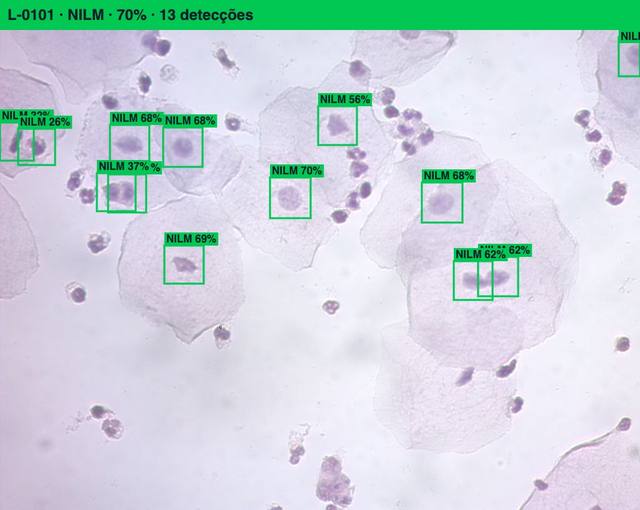 L-0101 · NILM · 70% · 13 detecções
NILM 56%
NILM 68%
NILM 68%
NILM 26%
NILM 37%
NILM 70%
NILM 68%
NILM 69%
NILM 62%
62%